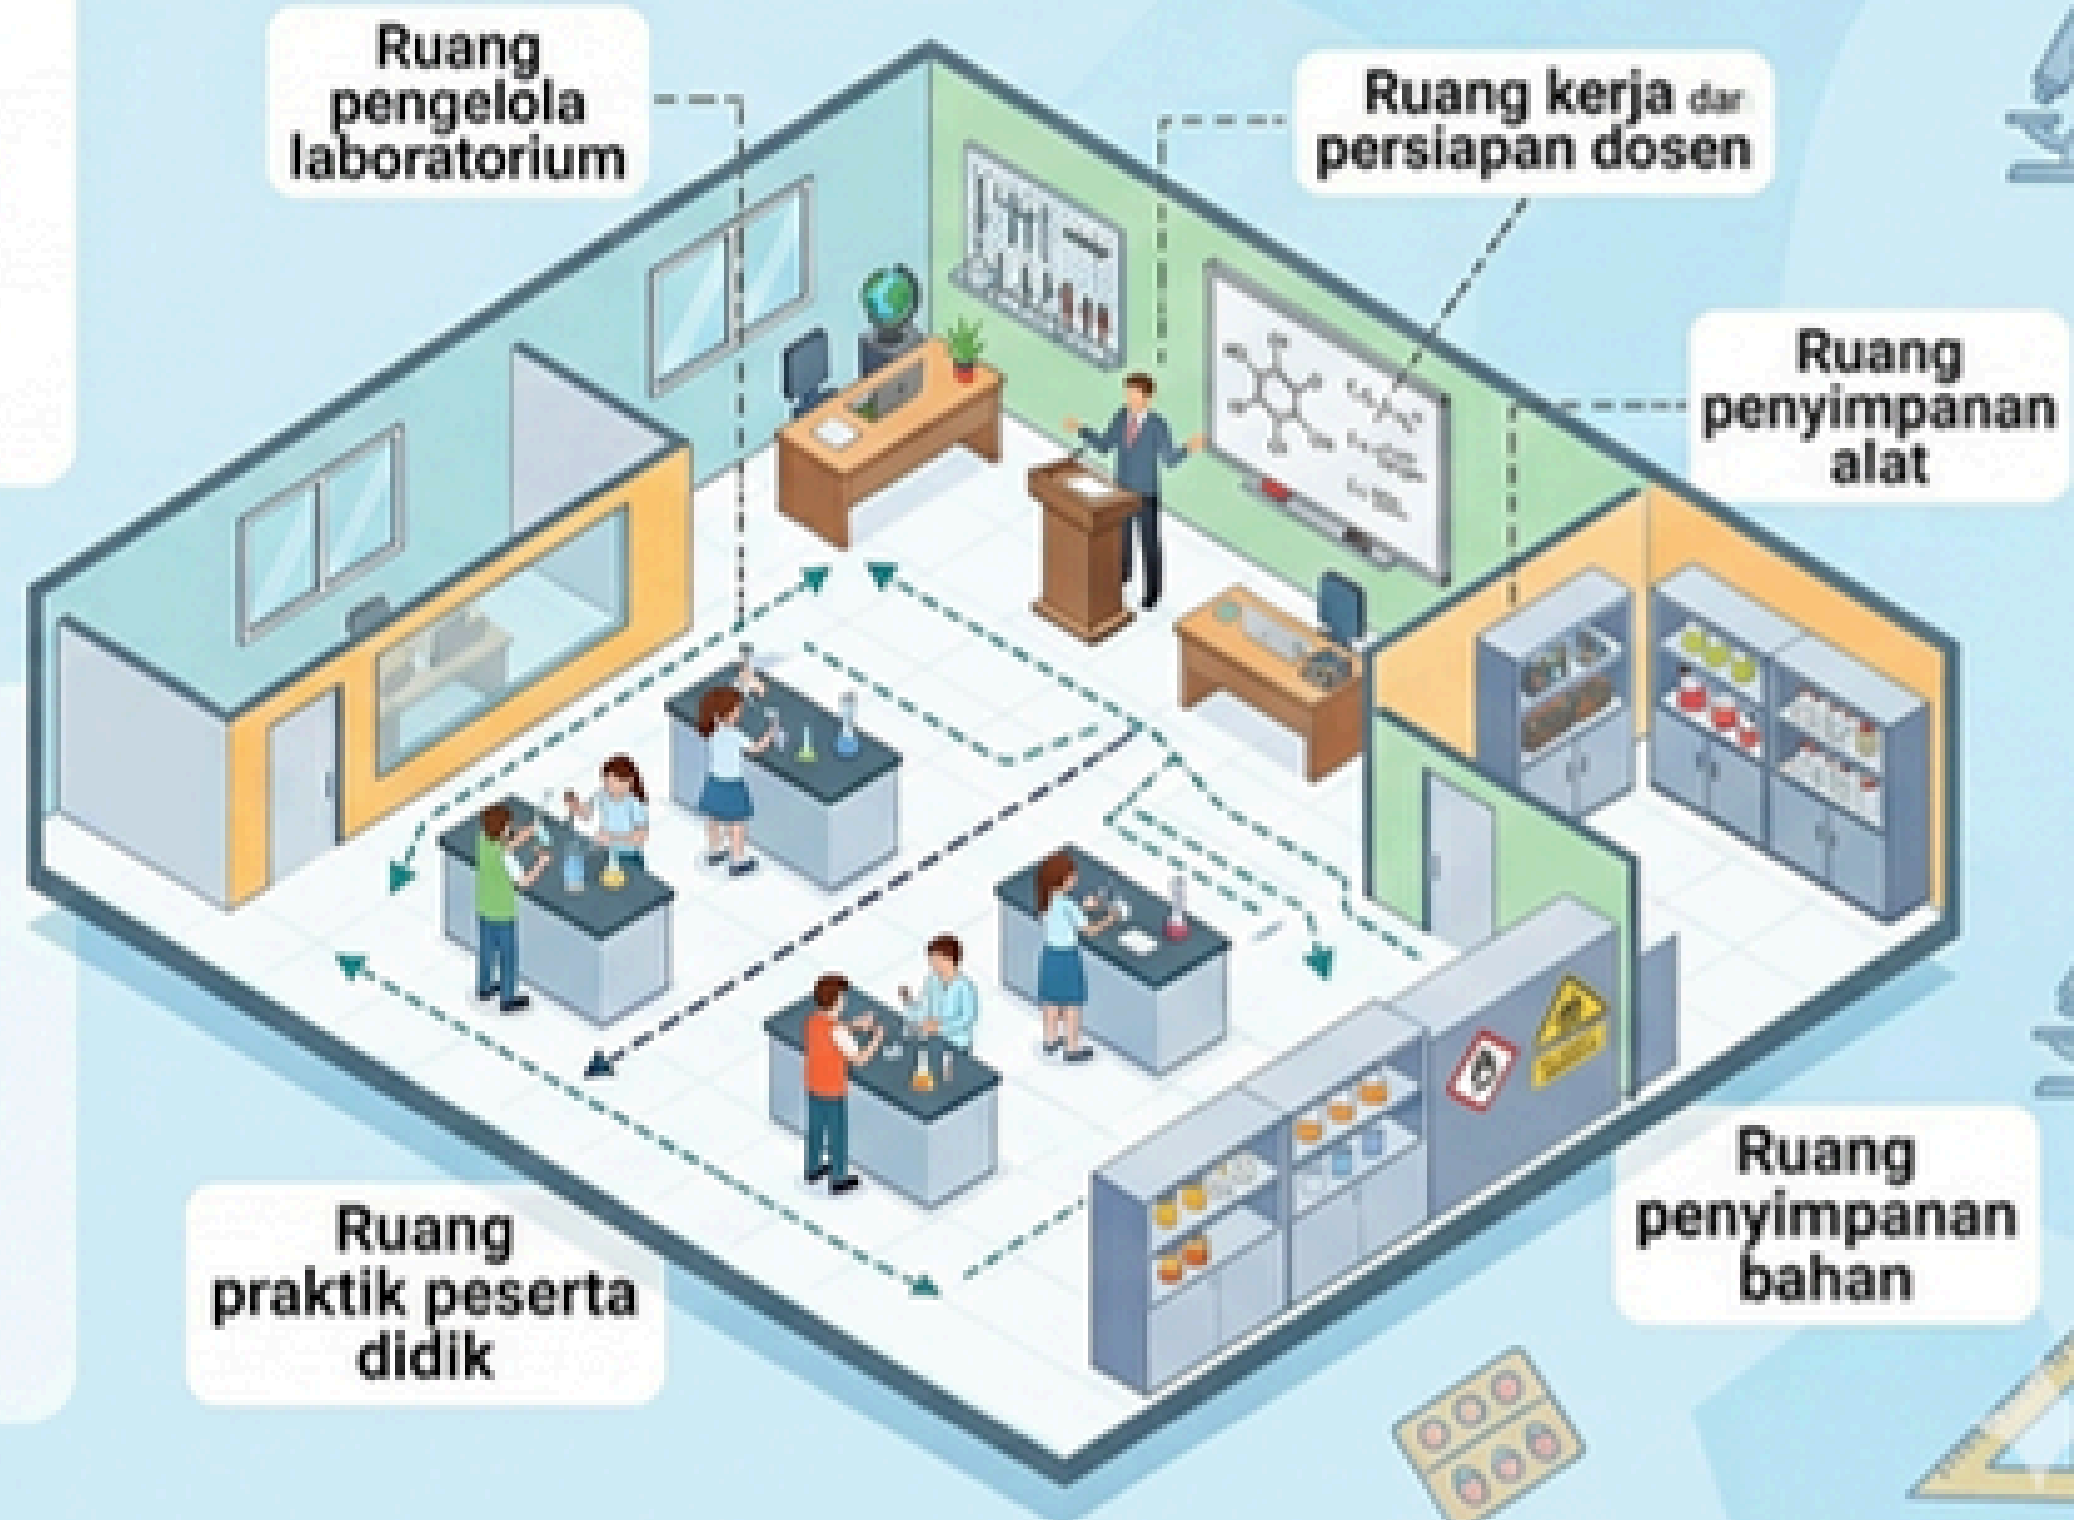 Ruang
pengelola
laboratorium
Ruang kerja dar
persiapan dosen
Ruang
penyimpanan
alat
Ruang
praktik peserta
didik
Ruang
penyimpanan
bahan